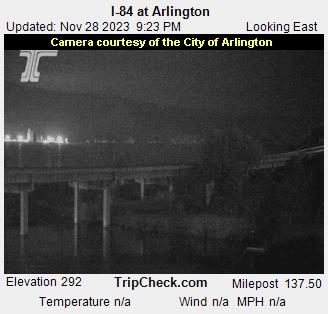 I-84 at Arlington
Updated: Nov 28 2023 9:23 PM Looking East
Camera courtesy of the City of Arlington
Elevation 292 TripCheck.com Milepost 137.50
Temperature n/a Wind n/a MPH n/a